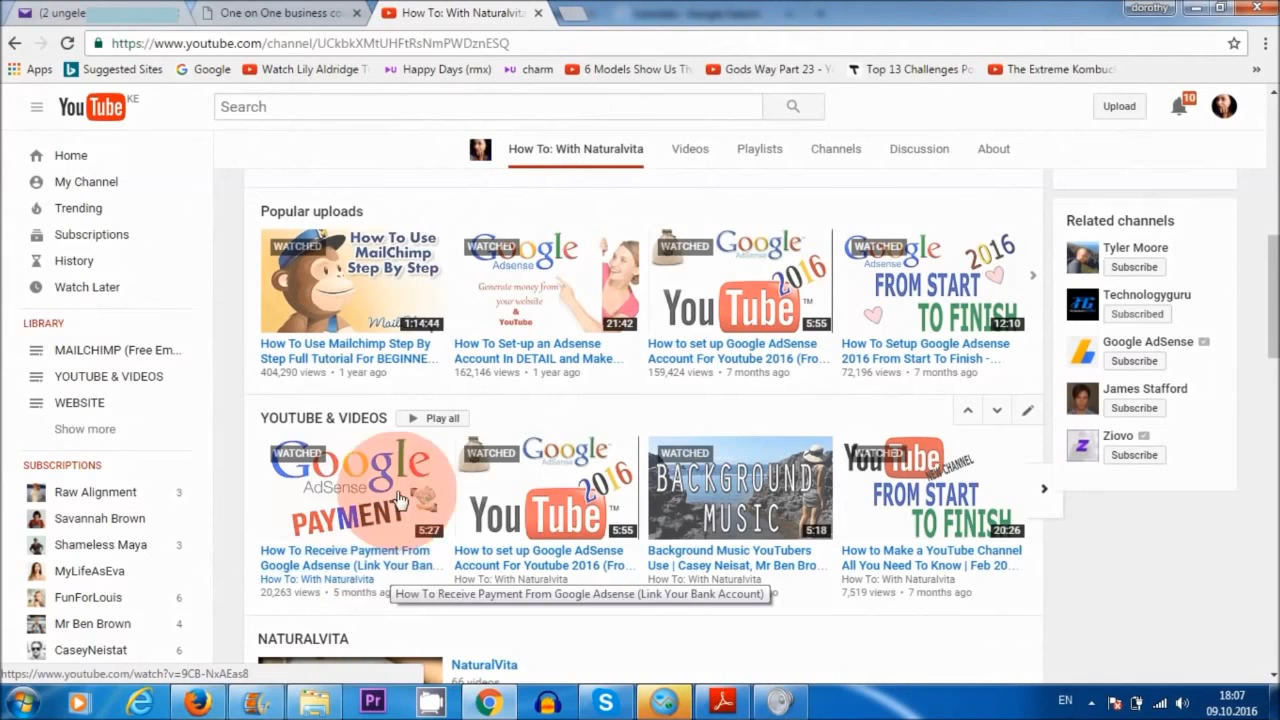 dorothy
(2 ungele
One on One business co
How To: With Naturalvita
https://www.youtube.com/channel/UCkbkXMtUHFtRsNmPWDznESQ
Apps
Suggested Sites
Google
Watch Lily Aldridge T
Happy Days (rmx)
charm
6 Models Show Us Th
Gods Way Part 23 - Y
Top 13 Challenges Po
The Extreme Kombuc
»
YouTube KE
Search
Upload
10
How To: With Naturalvita
Videos
Playlists
Channels
Discussion
About
Home
My Channel
Trending
Subscriptions
History
Watch Later
LIBRARY
MAILCHIMP (Free Em...
YOUTUBE & VIDEOS
WEBSITE
Show more
SUBSCRIPTIONS
Raw Alignment 3
Savannah Brown
Shameless Maya 3
MyLifeAsEva
FunForLouis 6
Mr Ben Brown 4
CaseyNeistat 6
Popular uploads
WATCHED
How To Use
MailChimp
Step By Step
1:14:44
How To Use Mailchimp Step By
Step Full Tutorial For BEGINNE...
404,290 views • 1 year ago
WATCHED
Google
Adsense
Generate money from
your website
&
YouTube
21:42
How To Set-up an Adsense
Account In DETAIL and Make...
162,146 views • 1 year ago
WATCHED
Google
Adsense
2016
YouTube
5:55
How to set up Google AdSense
Account For Youtube 2016 (Fro...
159,424 views • 7 months ago
WATCHED
Google
Adsense
2016
FROM START
TO FINISH
12:10
How To Setup Google Adsense
2016 From Start To Finish -...
72,196 views • 7 months ago
YOUTUBE & VIDEOS
Play all
WATCHED
Google
AdSense
PAYMENT
5:27
How To Receive Payment From
Google Adsense (Link Your Ban...
How To: With Naturalvita
20,263 views • 5 months ago
WATCHED
Google
Adsense
2016
YouTube
5:55
How to set up Google AdSense
Account For Youtube 2016 (Fro...
How To: With Naturalvita
WATCHED
BACKGROUND
MUSIC
5:18
Background Music YouTubers
Use | Casey Neisat, Mr Ben Bro...
How To: With Naturalvita
WATCHED
YouTube
NEW CHANNEL
FROM START
TO FINISH
20:26
How to Make a YouTube Channel
All You Need To Know | Feb 20...
How To: With Naturalvita
7,519 views • 7 months ago
How To Receive Payment From Google Adsense (Link Your Bank Account)
NATURALVITA
NaturalVita
66 videos
Related channels
Tyler Moore
Subscribe
Technologyguru
Subscribed
Google AdSense
Subscribe
James Stafford
Subscribe
Ziovo
Subscribe
https://www.youtube.com/watch?v=9CB-NxAEas8
Pr
EN
18:07
09.10.2016